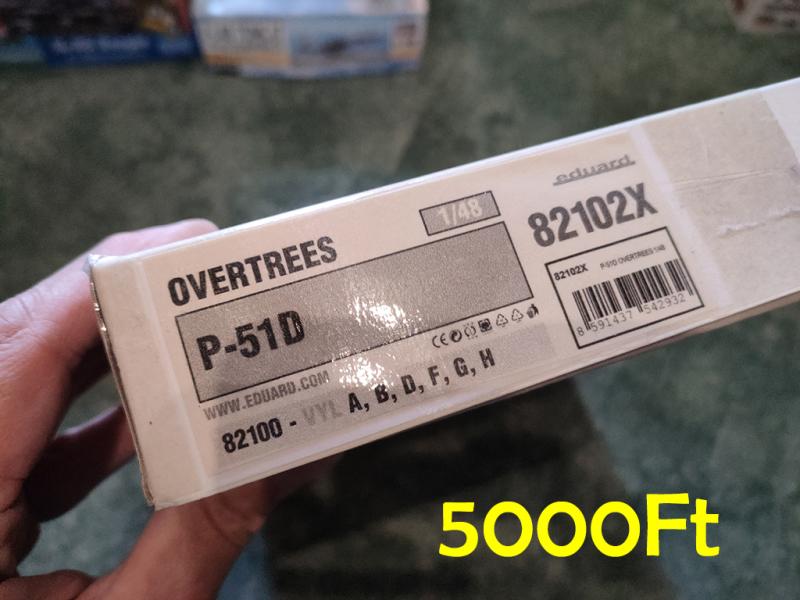 eduard
1/48
82102X
OVERTREES
82102X P-51D OVERTREES 1/48
P-51D
8 591437 542932
CE
WWW.EDUARD.COM
82100 - VYL A, B, D, F, G, H
5000Ft